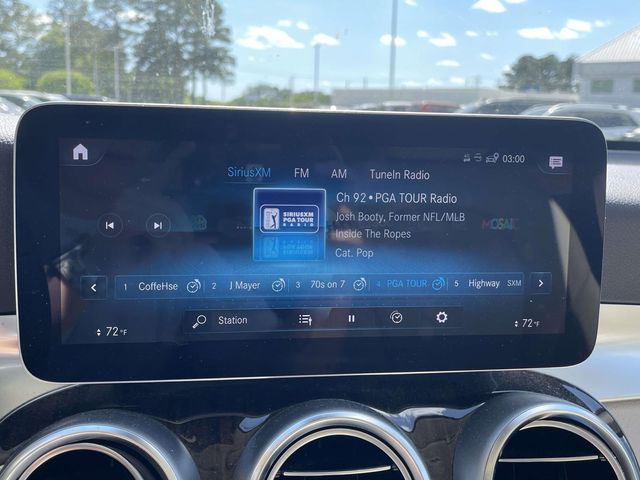 03:00
SiriusXM FM AM TuneIn Radio
Ch 92 • PGA TOUR Radio
Josh Booty, Former NFL/MLB
Inside The Ropes
Cat. Pop
SIRIUSXM
PGA TOUR
RADIO
MOSAIC
1 CoffeHse 2 J Mayer 3 70s on 7 4 PGA TOUR 5 Highway SXM
Station
72°F 72°F